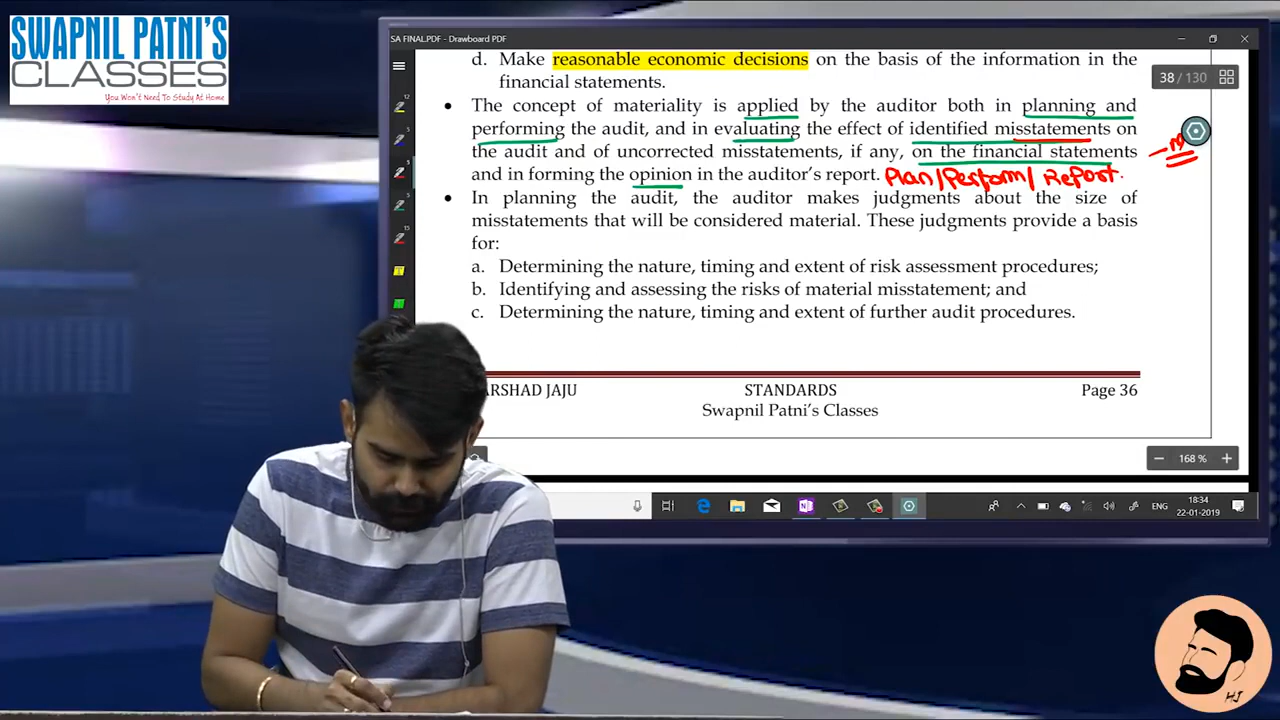 SWAPNIL PATNI'S
CLASSES
You Won't Need To Study At Home
SA FINAL.PDF - Drawboard PDF
38 / 130
d. Make reasonable economic decisions on the basis of the information in the
financial statements.
• The concept of materiality is applied by the auditor both in planning and
performing the audit, and in evaluating the effect of identified misstatements on
the audit and of uncorrected misstatements, if any, on the financial statements
and in forming the opinion in the auditor's report. Plan/Perform/Report.
• In planning the audit, the auditor makes judgments about the size of
misstatements that will be considered material. These judgments provide a basis
for:
a. Determining the nature, timing and extent of risk assessment procedures;
b. Identifying and assessing the risks of material misstatement; and
c. Determining the nature, timing and extent of further audit procedures.
ARSHAD JAJU STANDARDS Page 36
Swapnil Patni's Classes
168 %
ENG
18:34
22-01-2019
HJ